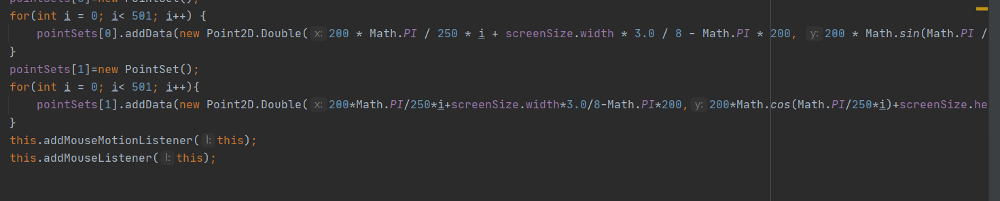 pointSets[0]=new PointSet();
for(int i = 0; i< 501; i++) {
pointSets[0].addData(new Point2D.Double( x: 200 * Math.PI / 250 * i + screenSize.width * 3.0 / 8 - Math.PI * 200, y: 200 * Math.sin(Math.PI /
}
pointSets[1]=new PointSet();
for(int i = 0; i< 501; i++){
pointSets[1].addData(new Point2D.Double( x: 200*Math.PI/250*i+screenSize.width*3.0/8-Math.PI*200, y: 200*Math.cos(Math.PI/250*i)+screenSize.he
}
this.addMouseMotionListener( l: this);
this.addMouseListener( l: this);